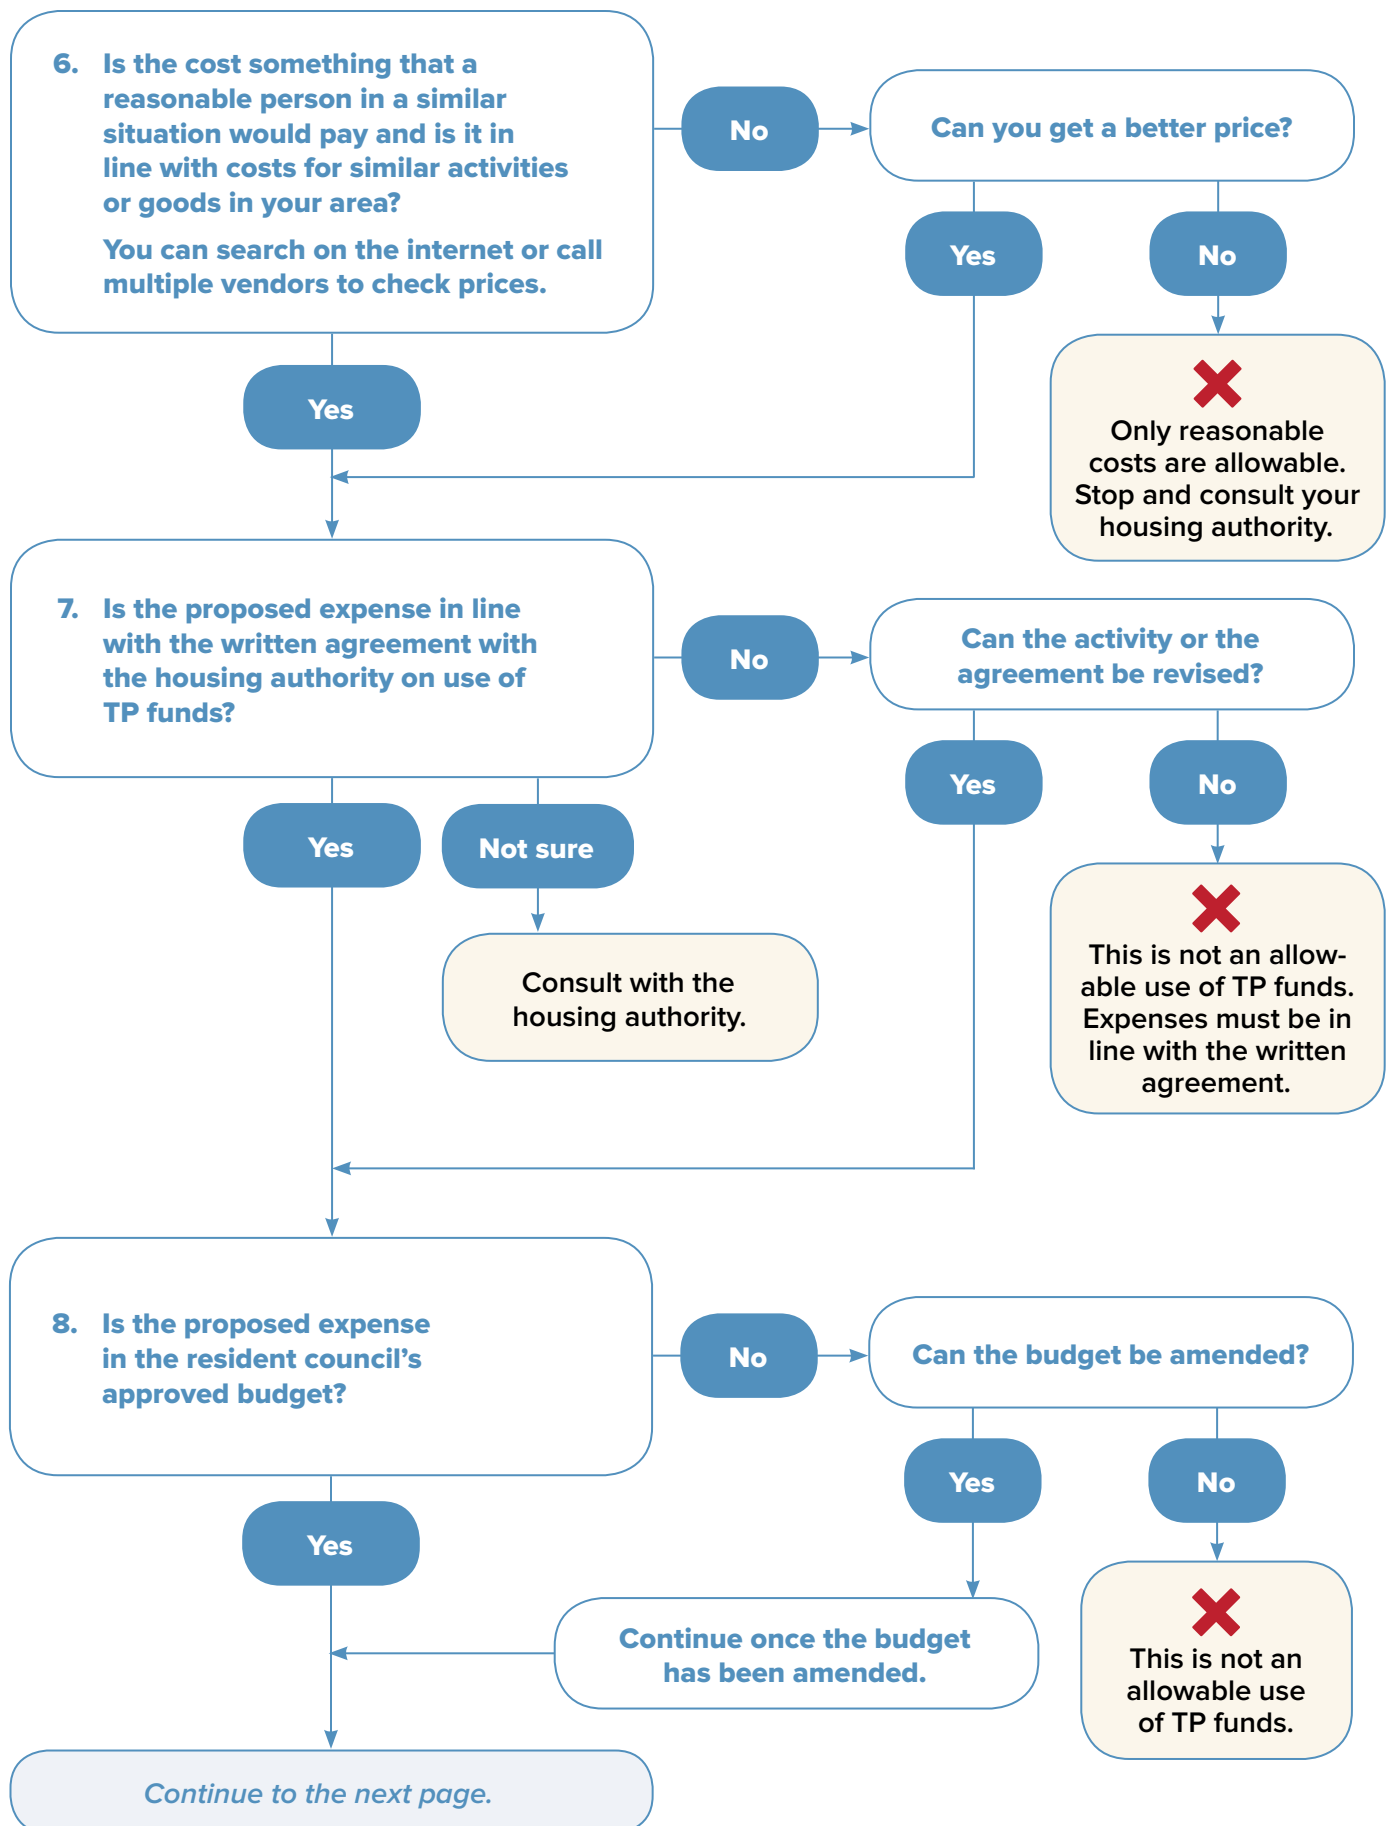 6. Is the cost something that a
reasonable person in a similar
situation would pay and is it in
line with costs for similar activities
or goods in your area?
You can search on the internet or call
multiple vendors to check prices.
No
Can you get a better price?
Yes
No
Yes
Only reasonable
costs are allowable.
Stop and consult your
housing authority.
7. Is the proposed expense in line
with the written agreement with
the housing authority on use of
TP funds?
No
Can the activity or the
agreement be revised?
Yes
No
Yes
Not sure
Consult with the
housing authority.
This is not an allow-
able use of TP funds.
Expenses must be in
line with the written
agreement.
8. Is the proposed expense
in the resident council’s
approved budget?
No
Can the budget be amended?
Yes
No
Yes
Continue once the budget
has been amended.
This is not an
allowable use
of TP funds.
Continue to the next page.